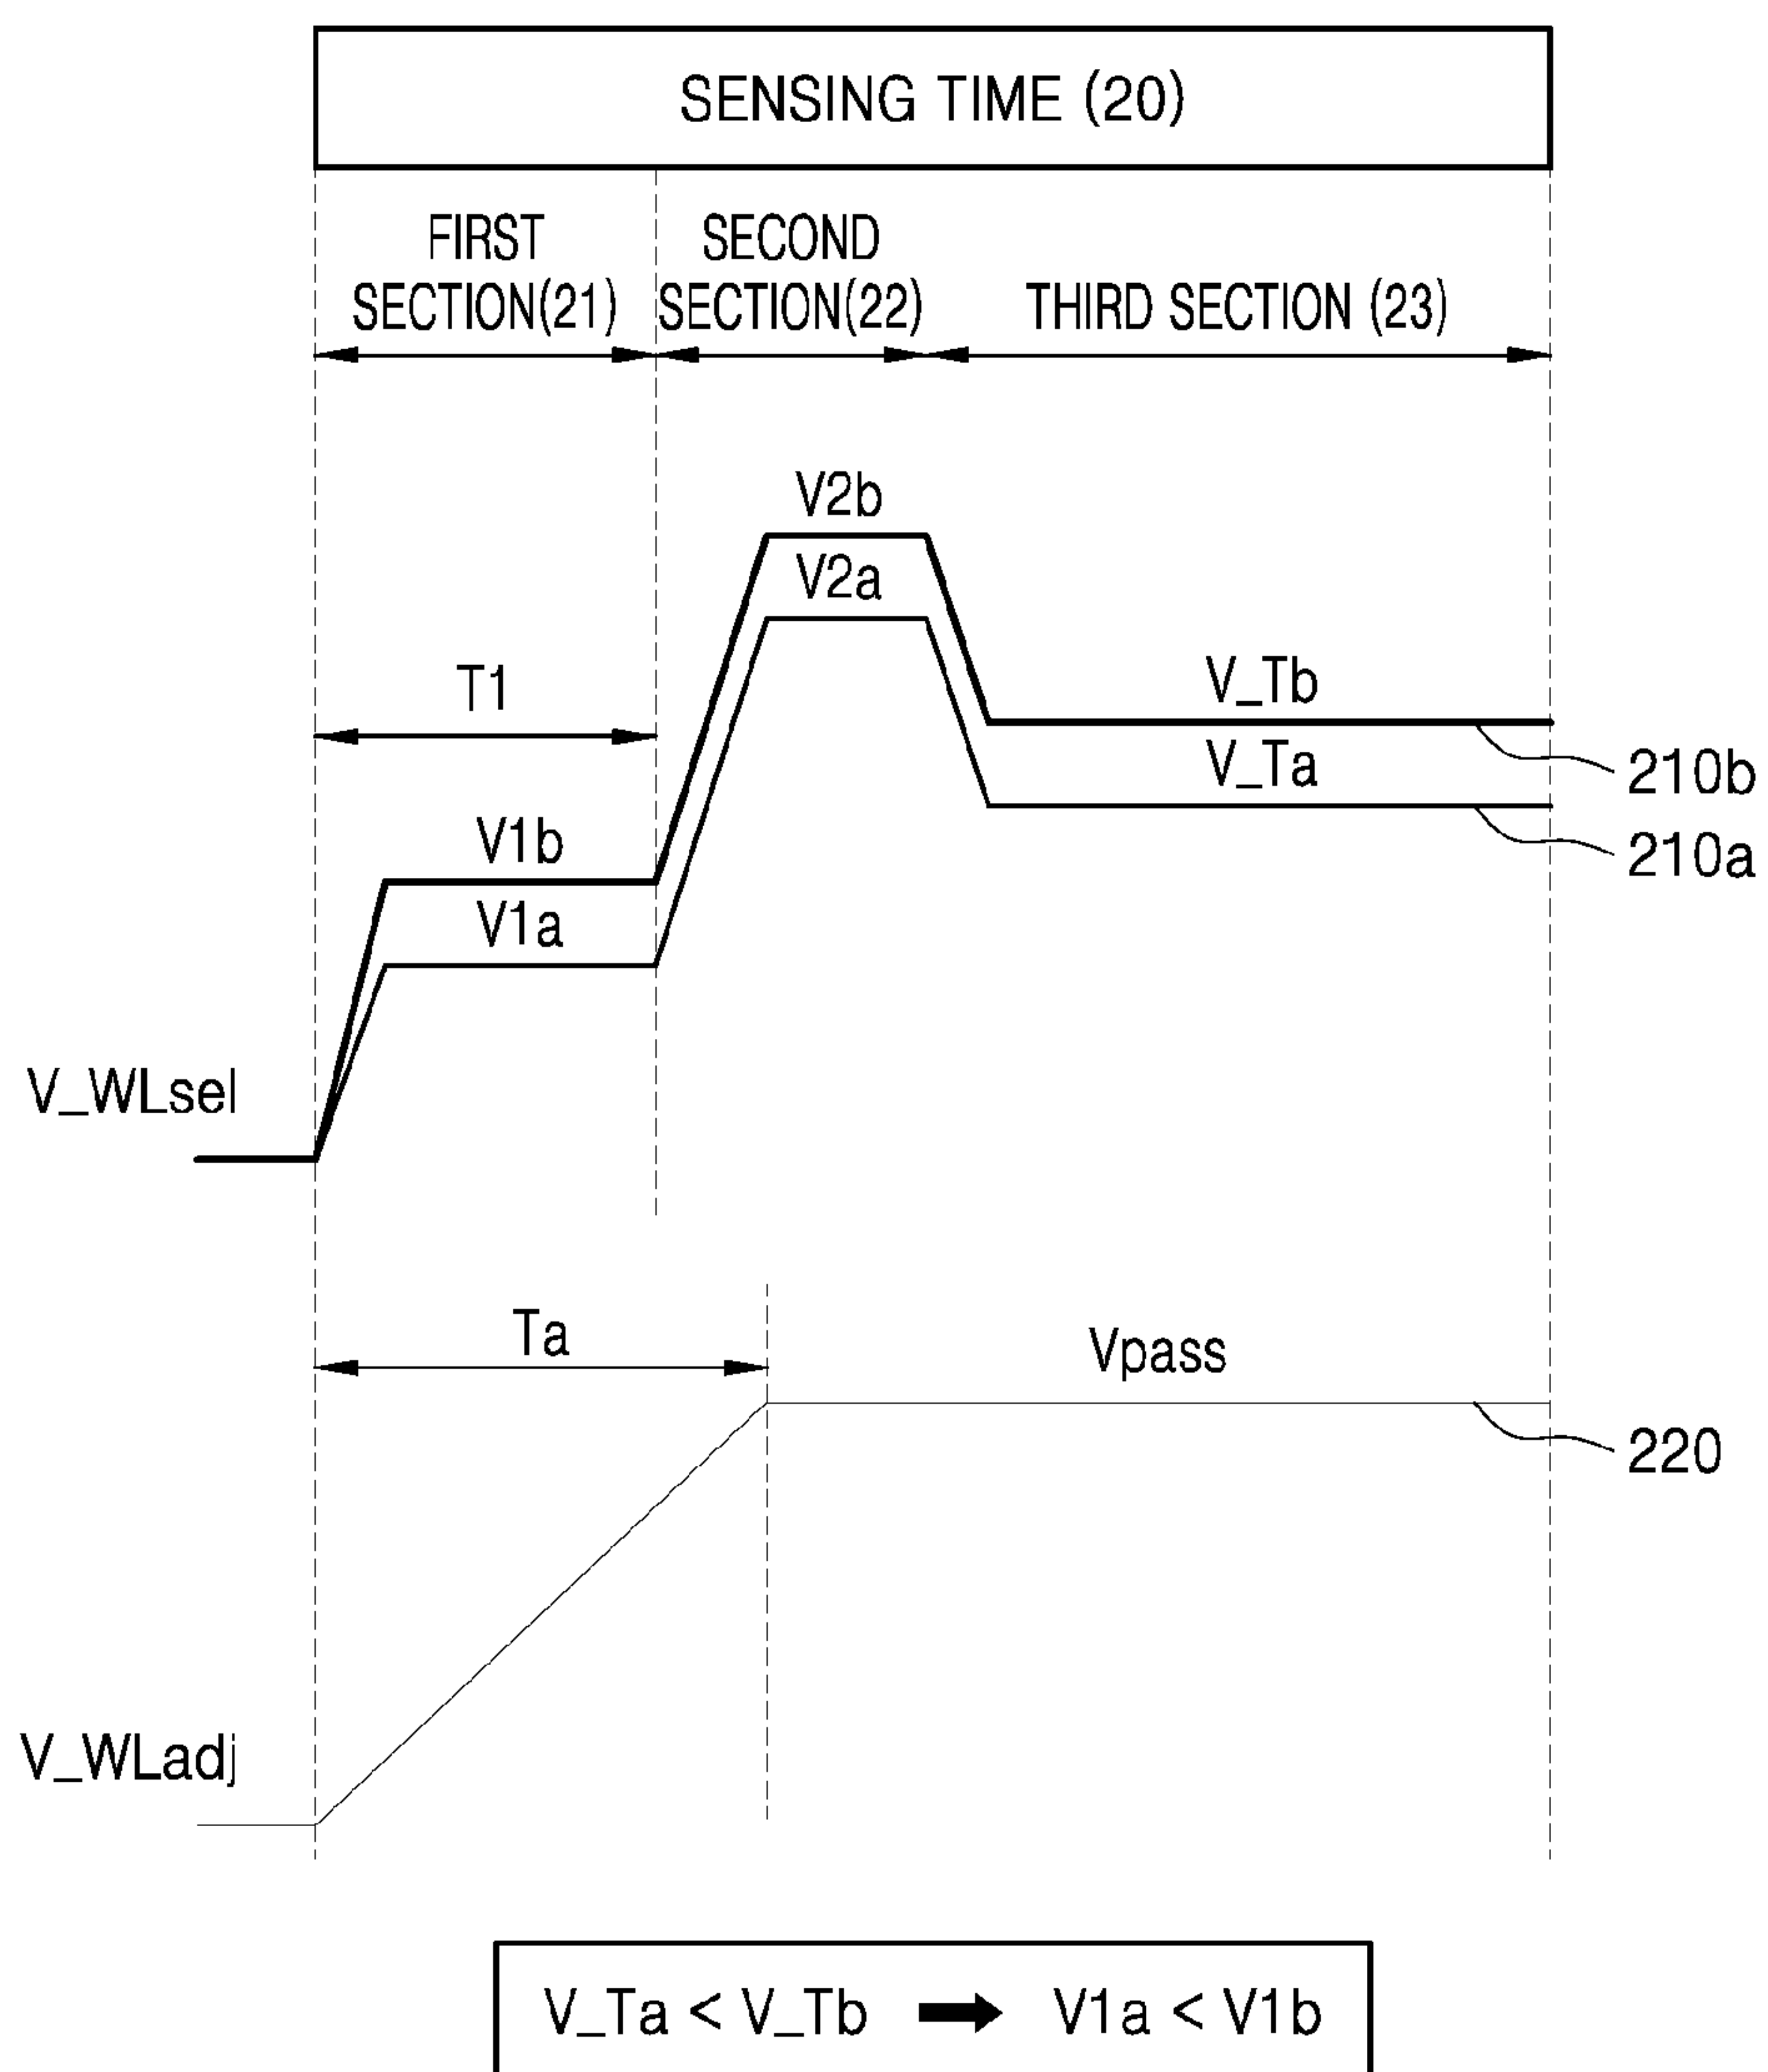 SENSING TIME (20)
FIRST
SECTION(21)
SECOND
SECTION(22)
THIRD SECTION (23)
V2b
V2a
T1
V_Tb
V_Ta
210b
210a
V1b
V1a
V_WLsel
Ta
Vpass
220
V_WLadj
V_Ta < V_Tb ➡ V1a < V1b